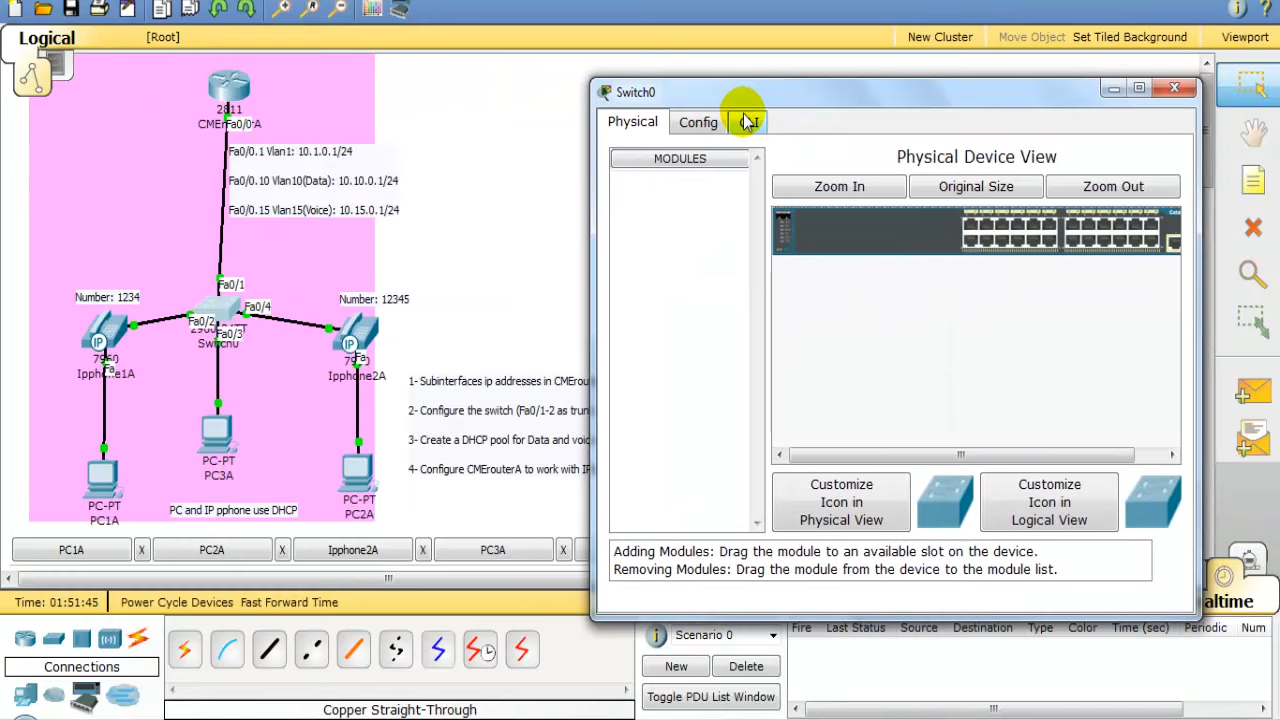 Logical
[Root]
New Cluster
Move Object
Set Tiled Background
Viewport
2811
Fa0/0
Fa0/0.1 Vlan1: 10.1.0.1/24
Fa0/0.10 Vlan10(Data): 10.10.0.1/24
Fa0/0.15 Vlan15(Voice): 10.15.0.1/24
Fa0/1
Number: 1234
Fa0/4
Number: 12345
Fa0/2
Fa0/3
IP
IP
Fa
Fa
Ipphone2A
PC-PT
PC3A
PC-PT
PC1A
PC-PT
PC2A
PC and IP pphone use DHCP
1- Subinterfaces ip addresses in CMErou
2- Configure the switch (Fa0/1-2 as trun
3- Create a DHCP pool for Data and voi
4- Configure CMErouterA to work with IP
Switch0
Physical
Config
MODULES
Physical Device View
Zoom In
Original Size
Zoom Out
Customize
Icon in
Physical View
Customize
Icon in
Logical View
Adding Modules: Drag the module to an available slot on the device.
Removing Modules: Drag the module from the device to the module list.
PC1A
X
PC2A
X
Ipphone2A
X
PC3A
X
Time: 01:51:45
Power Cycle Devices
Fast Forward Time
altime
Connections
Copper Straight-Through
Scenario 0
New
Delete
Toggle PDU List Window
Fire
Last Status
Source
Destination
Type
Color
Time (sec)
Periodic
Num